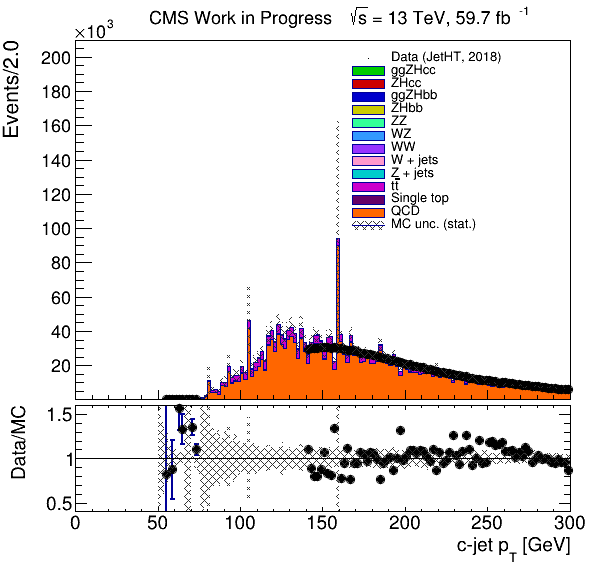 CMS Work in Progress √s = 13 TeV, 59.7 fb⁻¹
×10³
Events/2.0
200
180
160
140
120
100
80
60
40
20
Data (JetHT, 2018)
ggZHcc
ZHcc
ggZHbb
ZHbb
ZZ
WZ
WW
W + jets
Z + jets
tt̅
Single top
QCD
MC unc. (stat.)
Data/MC
1.5
1
0.5
0 50 100 150 200 250 300
c-jet p_T [GeV]